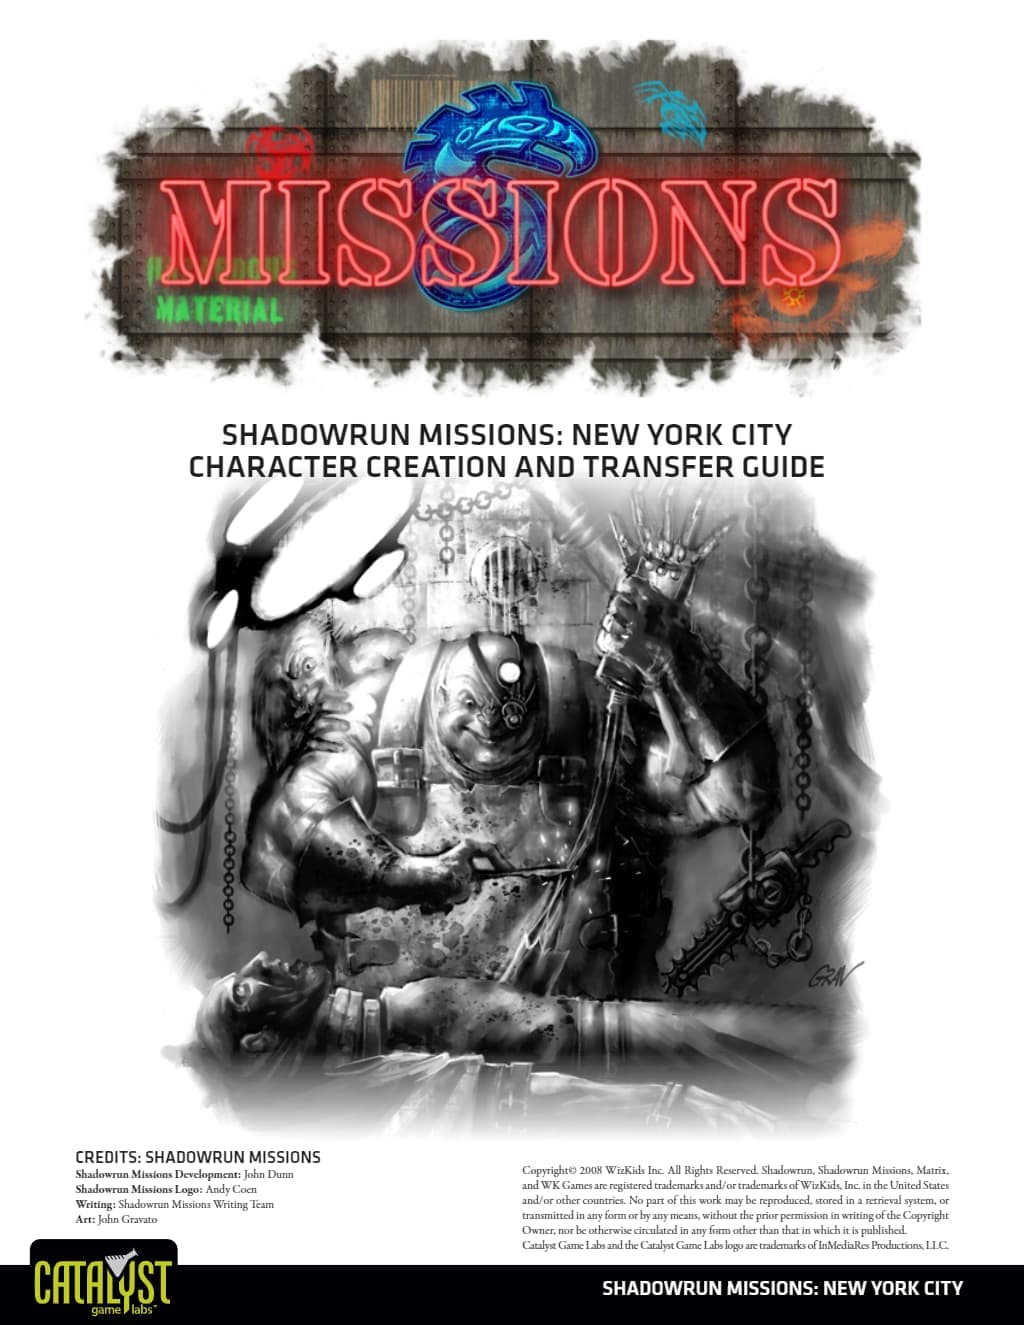 MISSIONS
MATERIAL
SHADOWRUN MISSIONS: NEW YORK CITY
CHARACTER CREATION AND TRANSFER GUIDE
GRAV
CREDITS: SHADOWRUN MISSIONS
Shadowrun Missions Development: John Dunn
Shadowrun Missions Logo: Andy Coen
Writing: Shadowrun Missions Writing Team
Art: John Gravato
Copyright© 2008 WizKids Inc. All Rights Reserved. Shadowrun, Shadowrun Missions, Matrix,
and WK Games are registered trademarks and/or trademarks of WizKids, Inc. in the United States
and/or other countries. No part of this work may be reproduced, stored in a retrieval system, or
transmitted in any form or by any means, without the prior permission in writing of the Copyright
Owner, nor be otherwise circulated in any form other than that in which it is published.
Catalyst Game Labs and the Catalyst Game Labs logo are trademarks of InMediaRes Productions, LLC.
CATALYST
game labs™
SHADOWRUN MISSIONS: NEW YORK CITY